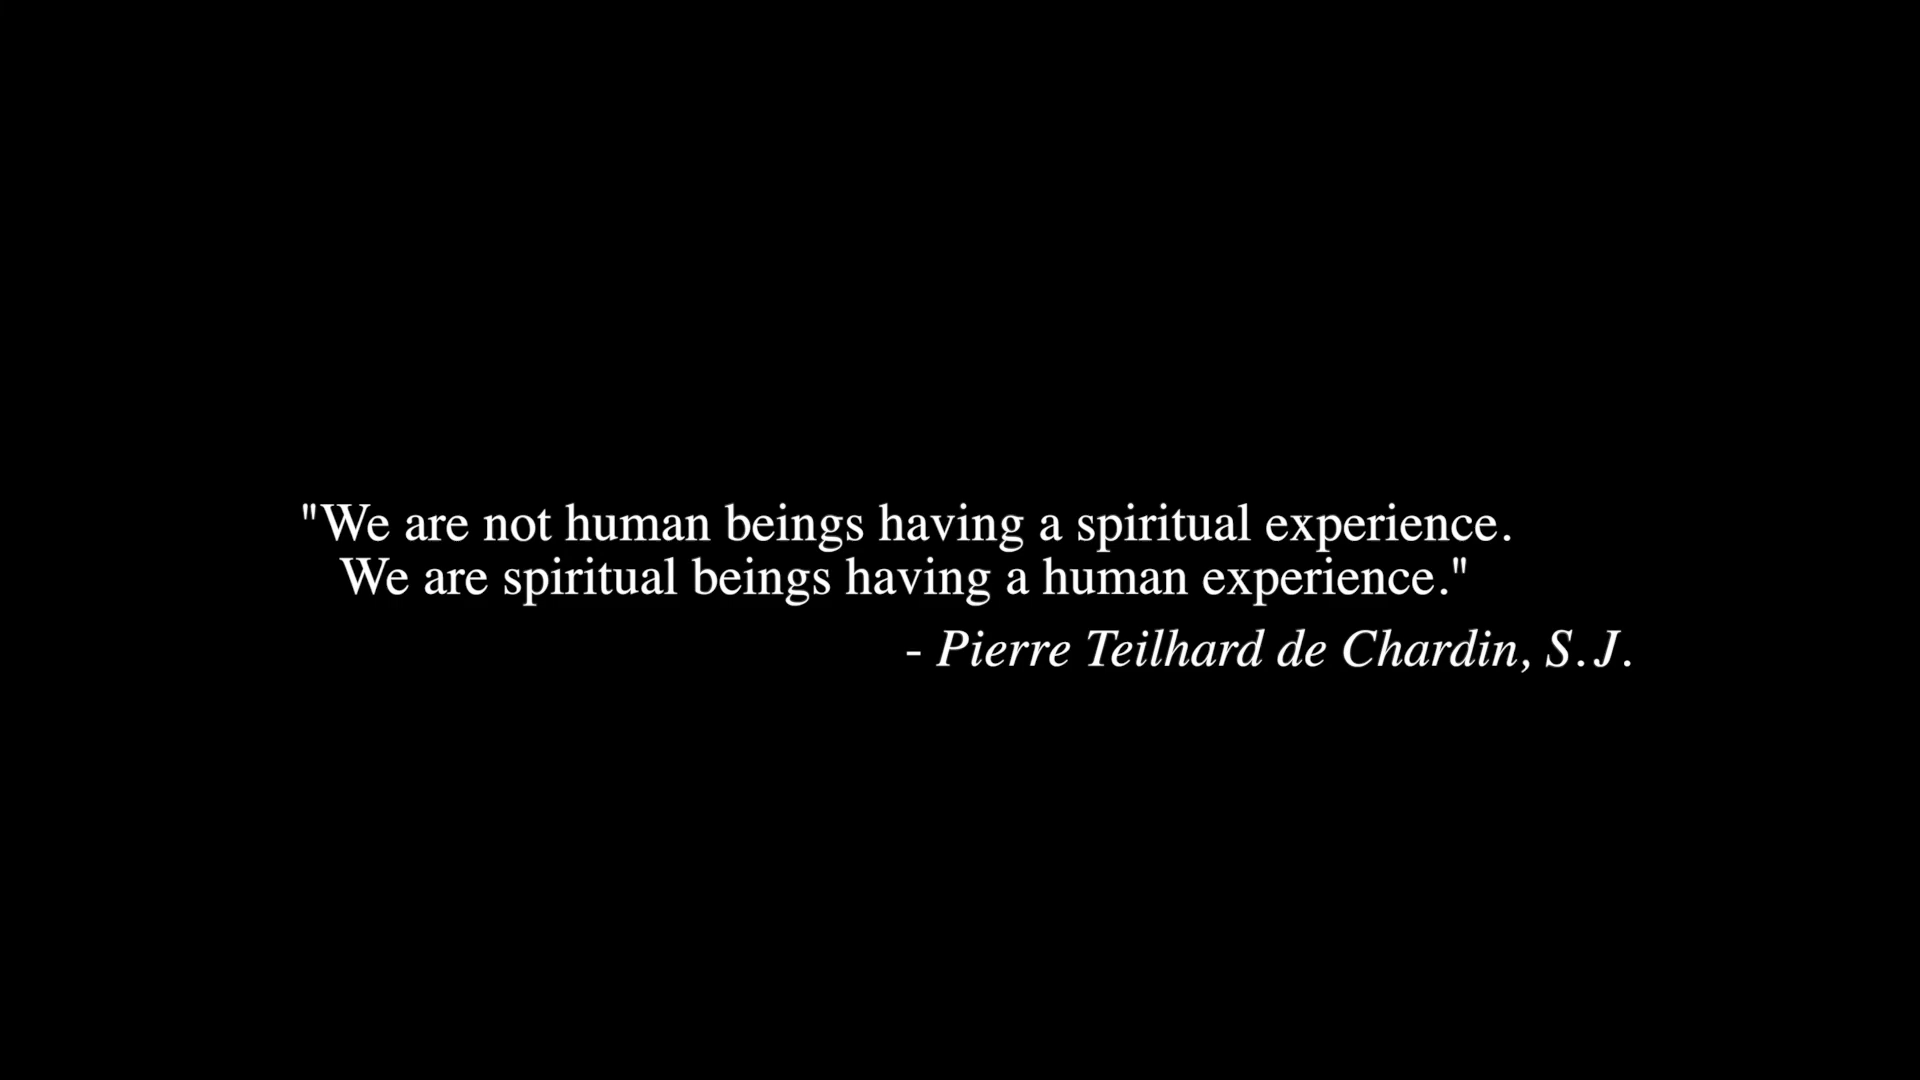 "We are not human beings having a spiritual experience.
We are spiritual beings having a human experience."
- Pierre Teilhard de Chardin, S.J.